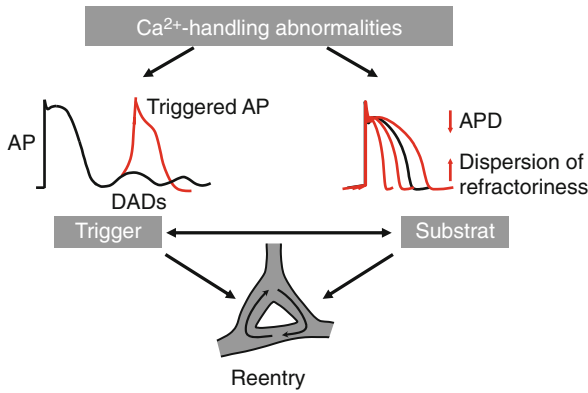 Ca²⁺-handling abnormalities
Triggered AP
AP
DADs
APD
Dispersion of
refractoriness
Trigger
Substrat
Reentry